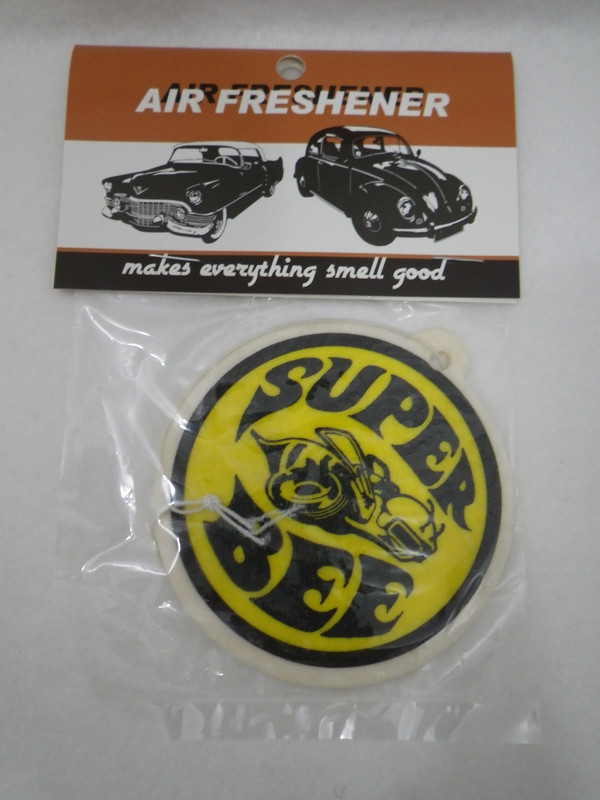 AIR FRESHENER
makes everything smell good
SUPER
BEE